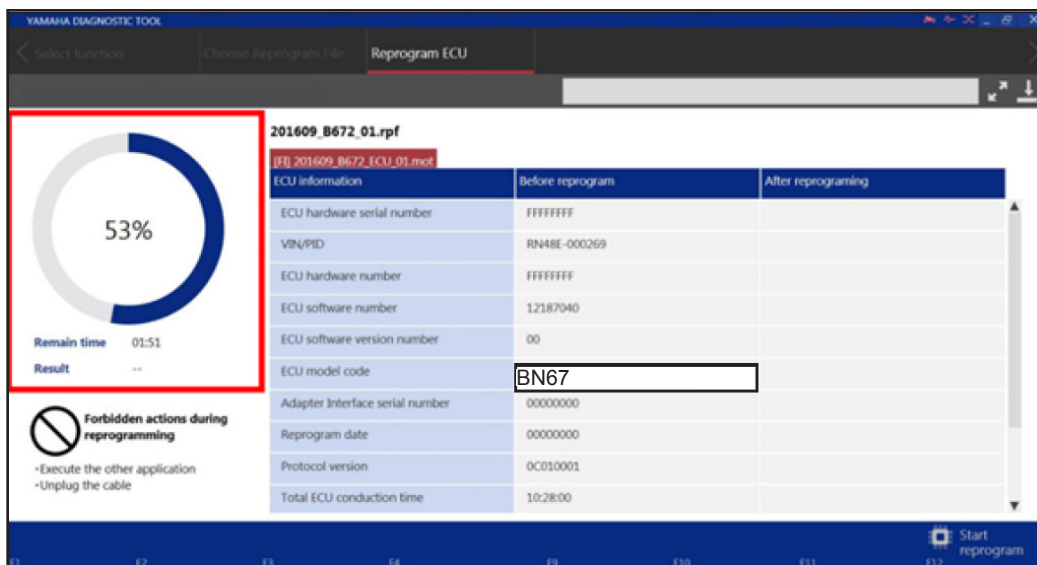 YAMAHA DIAGNOSTIC TOOL
Select function
Choose Reprogram File
Reprogram ECU
201609_B672_01.rpf
[FI] 201609_B672_ECU_01.mot
ECU information Before reprogram After reprograming
ECU hardware serial number FFFFFFFF
VIN/PID RN48E-000269
ECU hardware number FFFFFFFF
ECU software number 12187040
ECU software version number 00
ECU model code BN67
Adapter Interface serial number 00000000
Reprogram date 00000000
Protocol version 0C010001
Total ECU conduction time 10:28:00
53%
Remain time 01:51
Result --
Forbidden actions during
reprogramming
・Execute the other application
・Unplug the cable
Start
reprogram
F1 F2 F3 F4 F9 F10 F11 F12